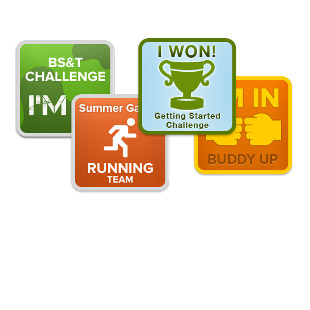 BS&T
CHALLENGE
I'M
Summer Ga
RUNNING
TEAM
I WON!
Getting Started
Challenge
IN
BUDDY UP